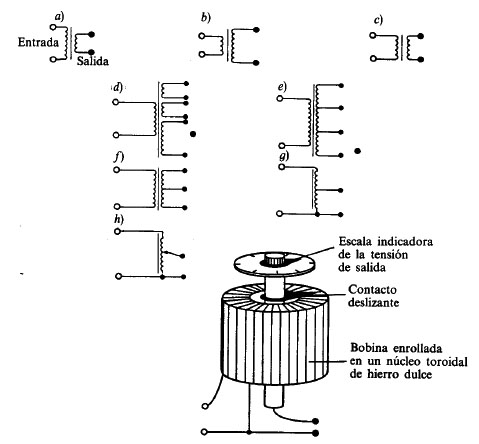 a)
b)
c)
Entrada
Salida
d)
e)
f)
g)
h)
Escala indicadora
de la tensión
de salida
Contacto
deslizante
Bobina enrollada
en un núcleo toroidal
de hierro dulce